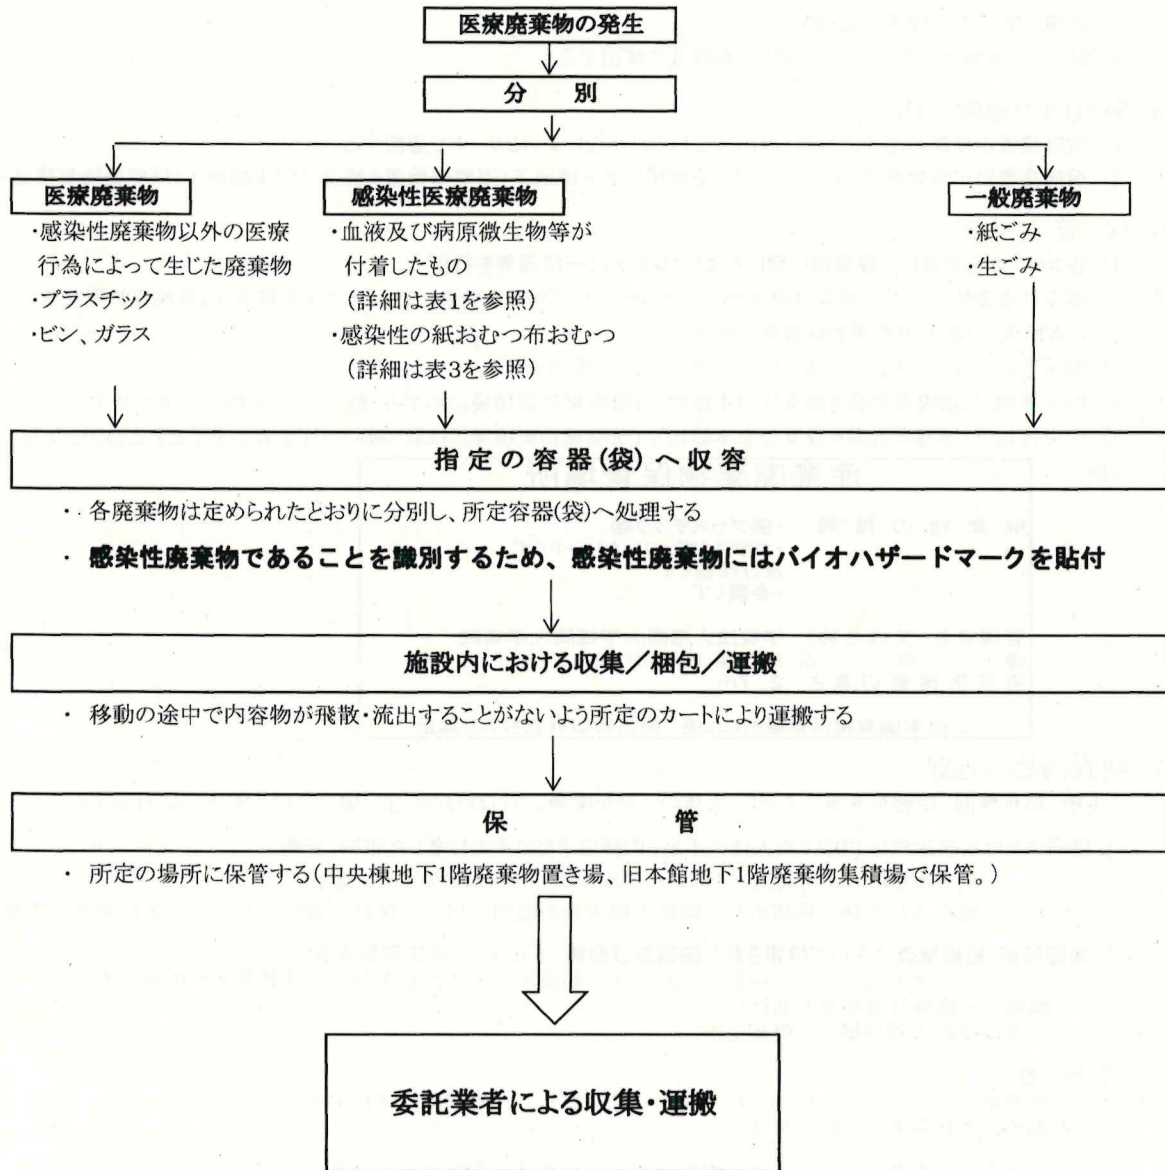 医療廃棄物の発生
分　別
医療廃棄物
・感染性廃棄物以外の医療
行為によって生じた廃棄物
・プラスチック
・ビン、ガラス
感染性医療廃棄物
・血液及び病原微生物等が
付着したもの
(詳細は表1を参照)
・感染性の紙おむつ布おむつ
(詳細は表3を参照)
一般廃棄物
・紙ごみ
・生ごみ
指定の容器(袋)へ収容
・ 各廃棄物は定められたとおりに分別し、所定容器(袋)へ処理する
・ 感染性廃棄物であることを識別するため、感染性廃棄物にはバイオハザードマークを貼付
施設内における収集／梱包／運搬
・ 移動の途中で内容物が飛散・流出することがないよう所定のカートにより運搬する
保　管
・ 所定の場所に保管する(中央棟地下1階廃棄物置き場、旧本館地下1階廃棄物集積場で保管。)
委託業者による収集・運搬